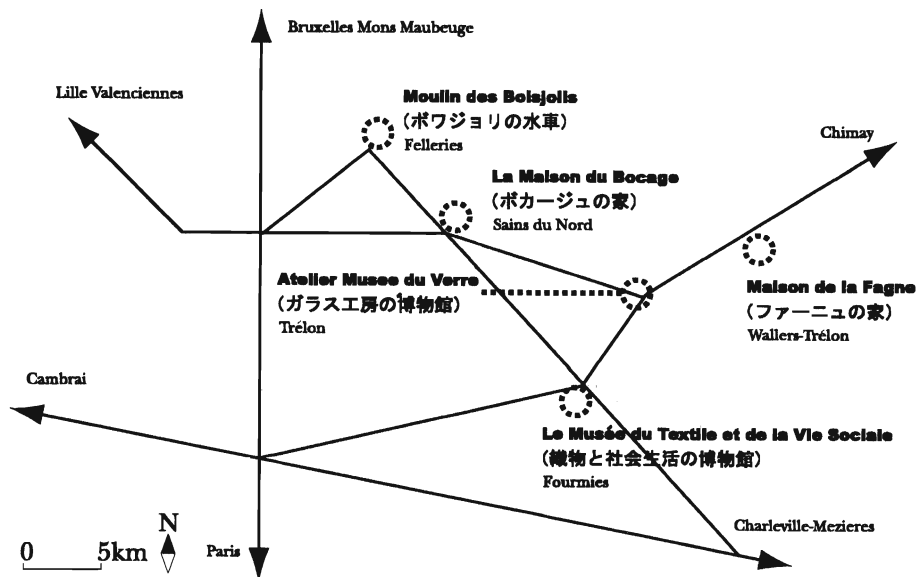 Bruxelles Mons Maubeuge
Lille Valenciennes
Moulin des Boisjolis
（ボワジョリの水車）
Felleries
Chimay
La Maison du Bocage
（ボカージュの家）
Sains du Nord
Atelier Musee du Verre
（ガラス工房の博物館）
Trélon
Maison de la Fagne
（ファーニュの家）
Wallers-Trélon
Cambrai
Le Musée du Textile et de la Vie Sociale
（織物と社会生活の博物館）
Fourmies
Charleville-Mezieres
N
0 5km
Paris